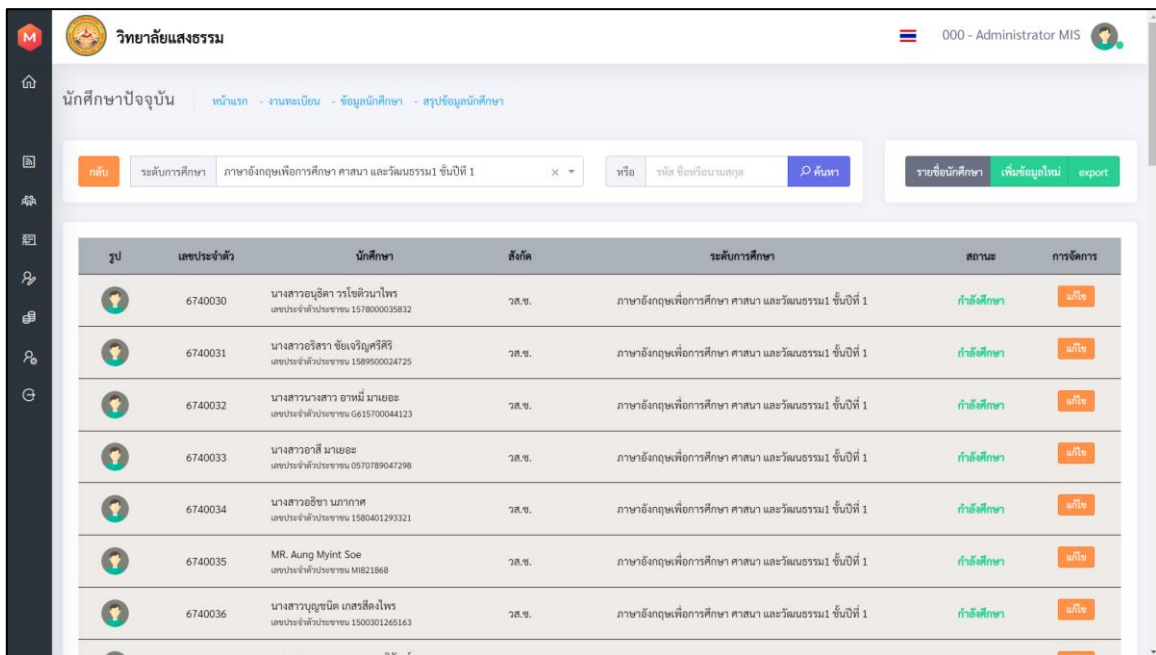 M
วิทยาลัยแสงธรรม
000 - Administrator MIS
นักศึกษาปัจจุบัน
หน้าแรก - งานทะเบียน - ข้อมูลนักศึกษา - สรุปข้อมูลนักศึกษา
กลับ ระดับการศึกษา ภาษาอังกฤษเพื่อการศึกษา ศาสนา และวัฒนธรรม1 ชั้นปีที่ 1 × หรือ รหัส ชื่อหรือนามสกุล ค้นหา รายชื่อนักศึกษา เพิ่มข้อมูลใหม่ export
รูป เลขประจำตัว นักศึกษา สังกัด ระดับการศึกษา สถานะ การจัดการ
6740030 นางสาวอนุธิดา วรโชติวนาไพร วส.ซ. ภาษาอังกฤษเพื่อการศึกษา ศาสนา และวัฒนธรรม1 ชั้นปีที่ 1 กำลังศึกษา แก้ไข
เลขประจำตัวประชาชน 1578000035832
6740031 นางสาวอริสรา ชัยเจริญศรีศิริ วส.ซ. ภาษาอังกฤษเพื่อการศึกษา ศาสนา และวัฒนธรรม1 ชั้นปีที่ 1 กำลังศึกษา แก้ไข
เลขประจำตัวประชาชน 1589500024725
6740032 นางสาวนางสาว อาหมี่ มาเยอะ วส.ซ. ภาษาอังกฤษเพื่อการศึกษา ศาสนา และวัฒนธรรม1 ชั้นปีที่ 1 กำลังศึกษา แก้ไข
เลขประจำตัวประชาชน G615700044123
6740033 นางสาวอาสี มาเยอะ วส.ซ. ภาษาอังกฤษเพื่อการศึกษา ศาสนา และวัฒนธรรม1 ชั้นปีที่ 1 กำลังศึกษา แก้ไข
เลขประจำตัวประชาชน 0570789047298
6740034 นางสาวอธิชา นภากาศ วส.ซ. ภาษาอังกฤษเพื่อการศึกษา ศาสนา และวัฒนธรรม1 ชั้นปีที่ 1 กำลังศึกษา แก้ไข
เลขประจำตัวประชาชน 1580401293321
6740035 MR. Aung Myint Soe วส.ซ. ภาษาอังกฤษเพื่อการศึกษา ศาสนา และวัฒนธรรม1 ชั้นปีที่ 1 กำลังศึกษา แก้ไข
เลขประจำตัวประชาชน MI821868
6740036 นางสาวบุญชนิต เกสรสีดงไพร วส.ซ. ภาษาอังกฤษเพื่อการศึกษา ศาสนา และวัฒนธรรม1 ชั้นปีที่ 1 กำลังศึกษา แก้ไข
เลขประจำตัวประชาชน 1500301265163